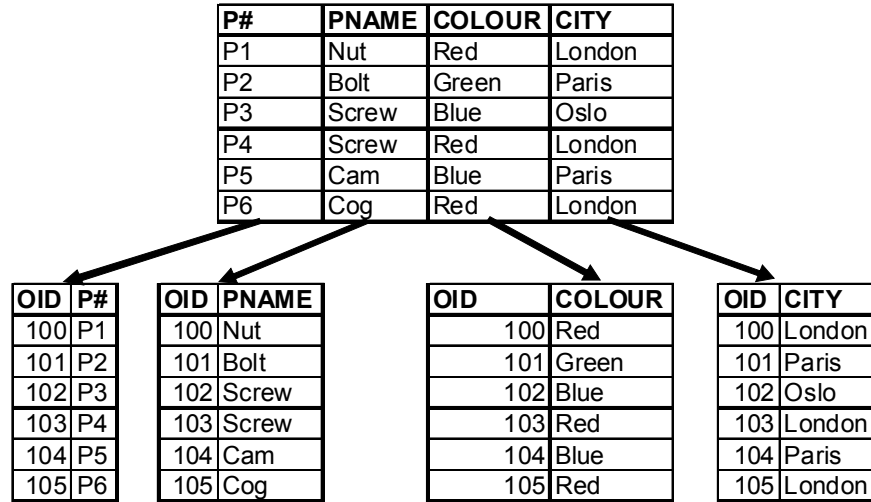 P# PNAME COLOUR CITY
P1 Nut Red London
P2 Bolt Green Paris
P3 Screw Blue Oslo
P4 Screw Red London
P5 Cam Blue Paris
P6 Cog Red London
OID P# OID PNAME OID COLOUR OID CITY
100 P1 100 Nut 100 Red 100 London
101 P2 101 Bolt 101 Green 101 Paris
102 P3 102 Screw 102 Blue 102 Oslo
103 P4 103 Screw 103 Red 103 London
104 P5 104 Cam 104 Blue 104 Paris
105 P6 105 Cog 105 Red 105 London